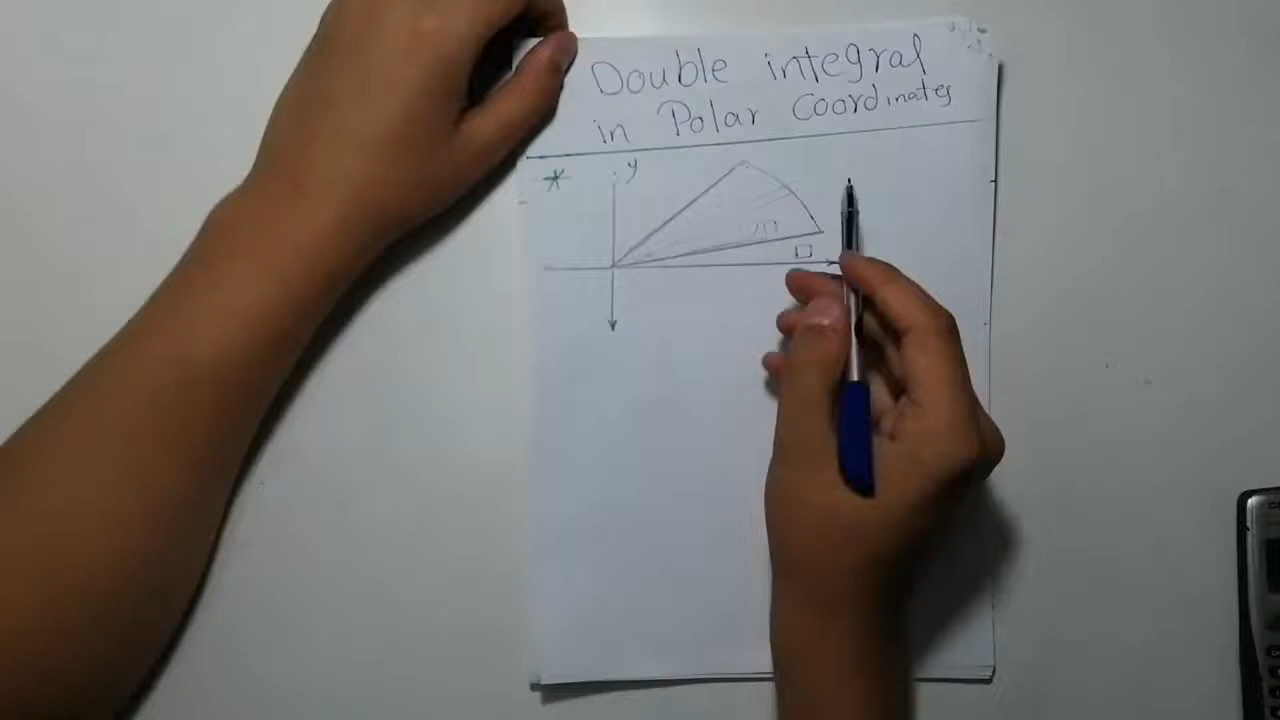 Double integral
in Polar Coordinates
* y